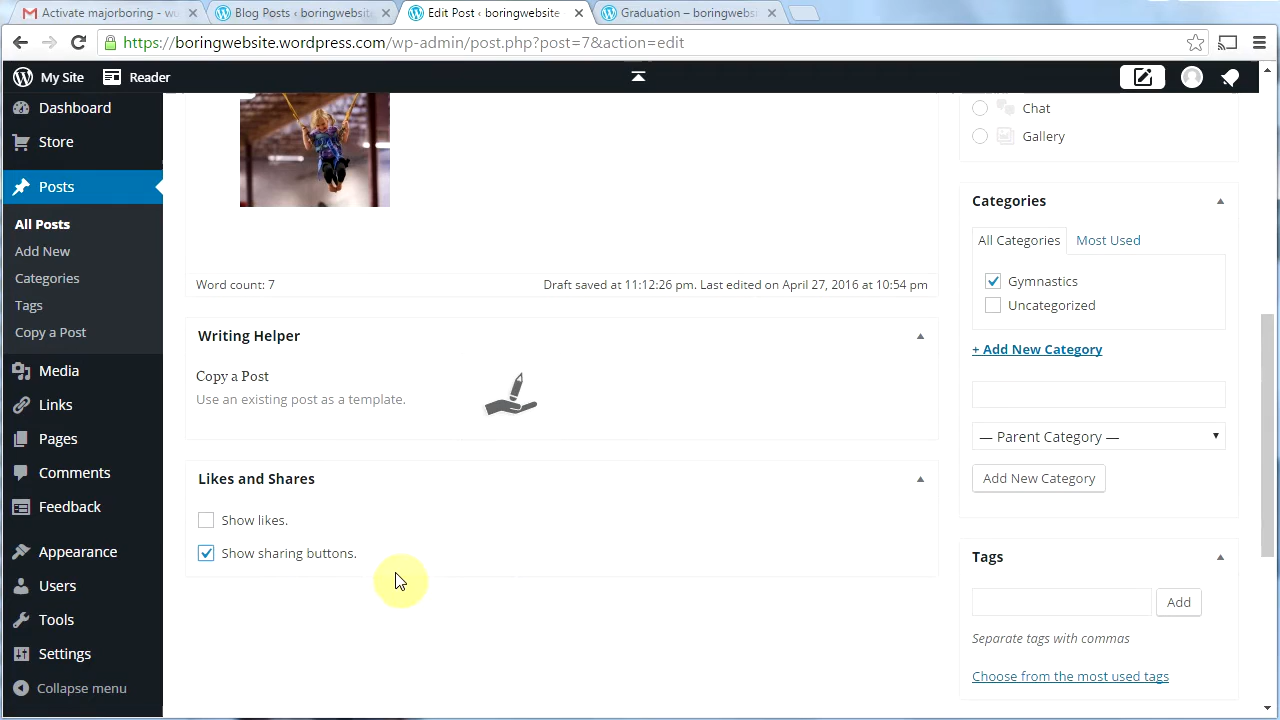 Activate majorboring - wu
Blog Posts ‹ boringwebsite
Edit Post ‹ boringwebsite
Graduation – boringwebsi
https://boringwebsite.wordpress.com/wp-admin/post.php?post=7&action=edit
My Site
Reader
Dashboard
Store
Posts
All Posts
Add New
Categories
Tags
Copy a Post
Media
Links
Pages
Comments
Feedback
Appearance
Users
Tools
Settings
Collapse menu
Word count: 7
Draft saved at 11:12:26 pm. Last edited on April 27, 2016 at 10:54 pm
Writing Helper
Copy a Post
Use an existing post as a template.
Likes and Shares
Show likes.
Show sharing buttons.
Chat
Gallery
Categories
All Categories
Most Used
Gymnastics
Uncategorized
+ Add New Category
— Parent Category —
Add New Category
Tags
Add
Separate tags with commas
Choose from the most used tags